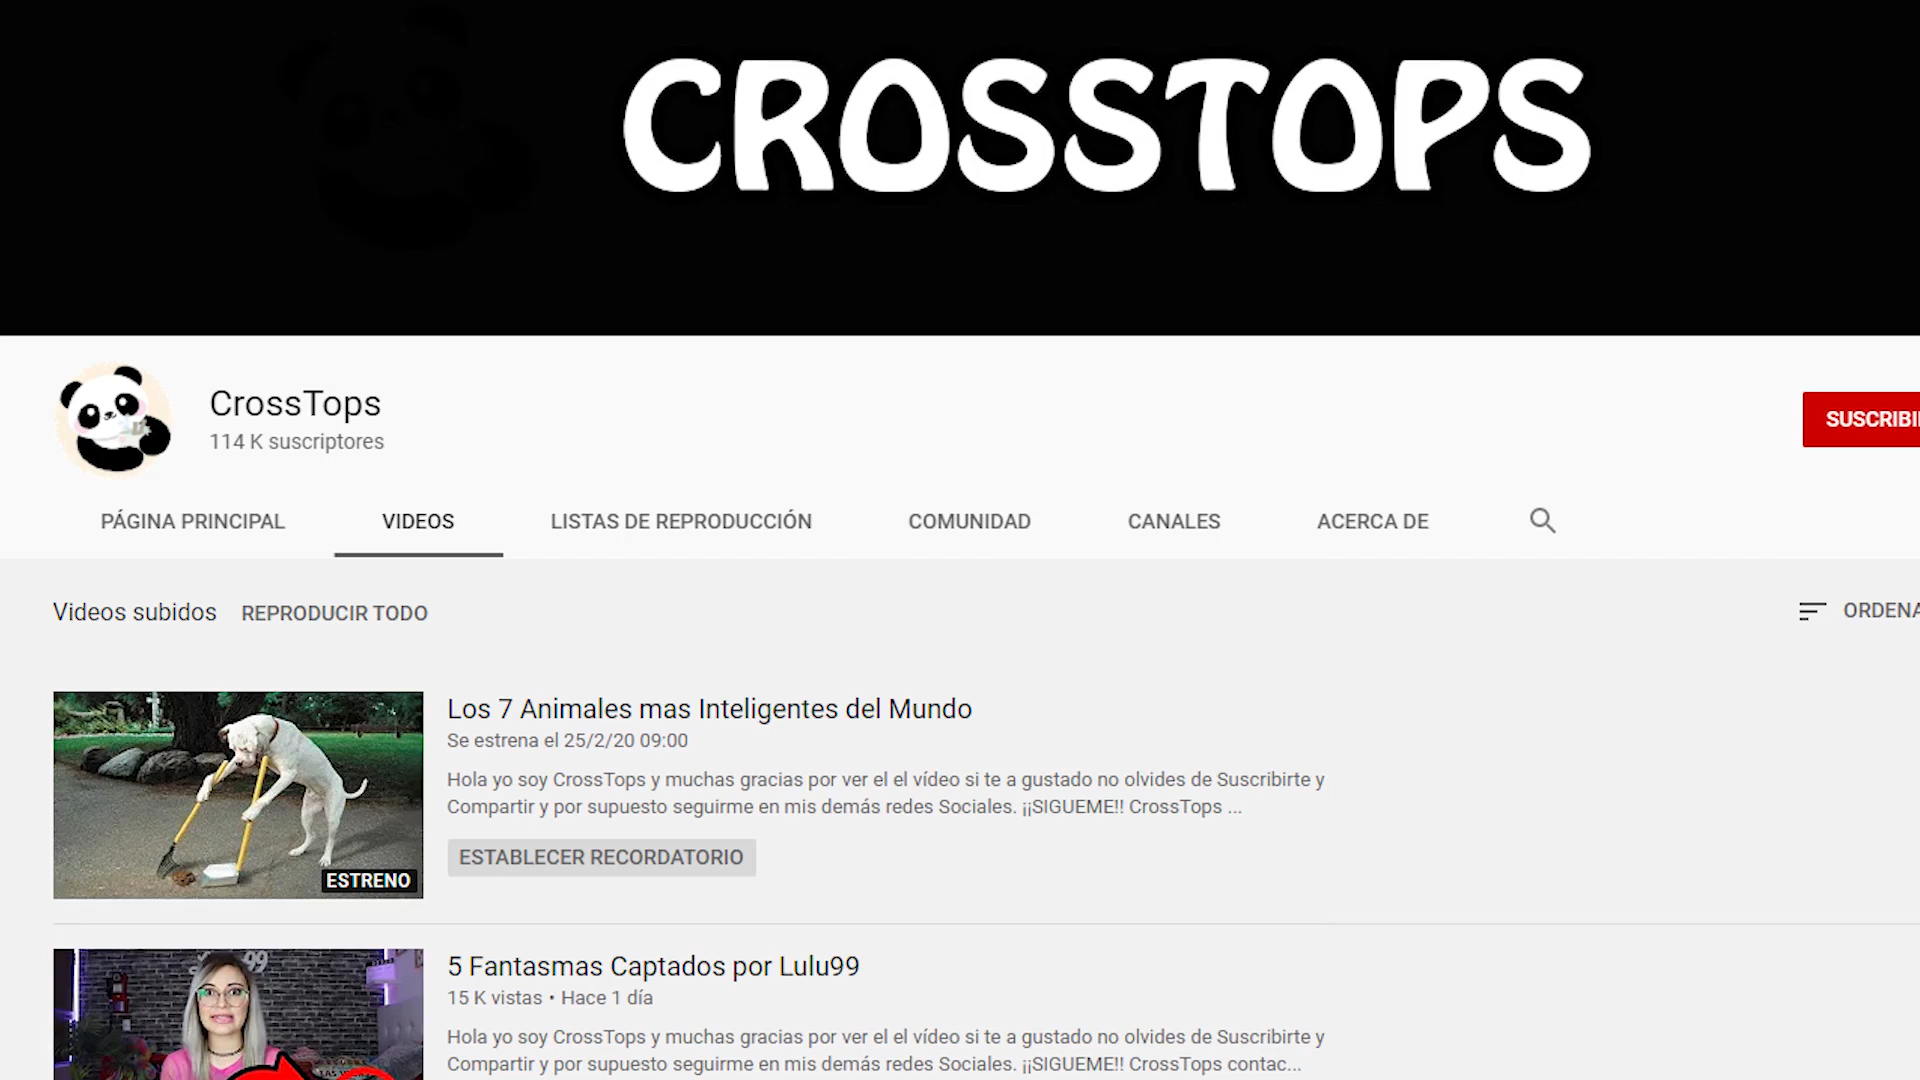 CROSSTOPS
CrossTops
114 K suscriptores
SUSCRIBI
PÁGINA PRINCIPAL VIDEOS LISTAS DE REPRODUCCIÓN COMUNIDAD CANALES ACERCA DE
Videos subidos REPRODUCIR TODO
ORDENA
Los 7 Animales mas Inteligentes del Mundo
Se estrena el 25/2/20 09:00
Hola yo soy CrossTops y muchas gracias por ver el el vídeo si te a gustado no olvides de Suscribirte y
Compartir y por supuesto seguirme en mis demás redes Sociales. ¡¡SIGUEME!! CrossTops ...
ESTABLECER RECORDATORIO
ESTRENO
5 Fantasmas Captados por Lulu99
15 K vistas • Hace 1 día
Hola yo soy CrossTops y muchas gracias por ver el el vídeo si te a gustado no olvides de Suscribirte y
Compartir y por supuesto seguirme en mis demás redes Sociales. ¡¡SIGUEME!! CrossTops contac...